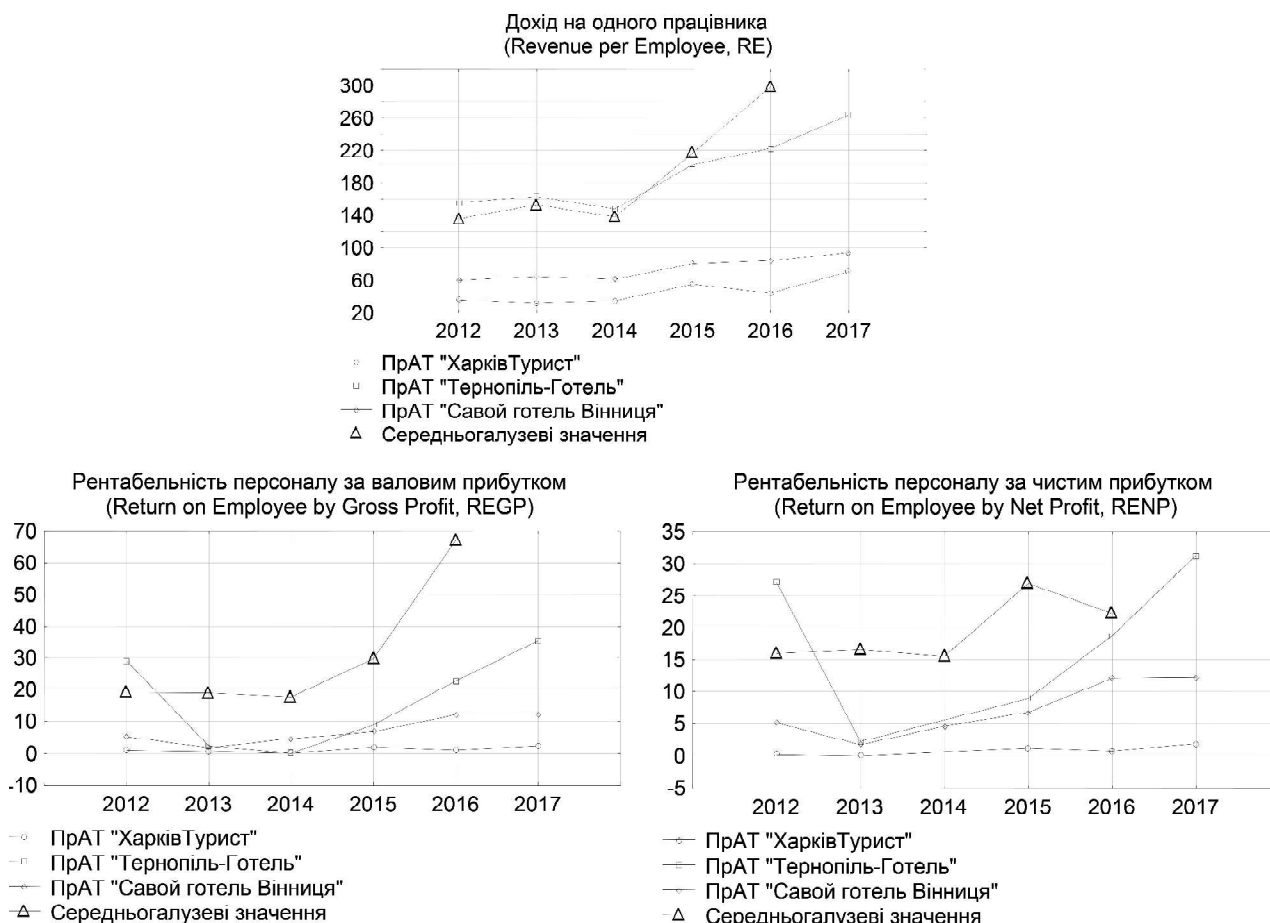 Дохід на одного працівника
(Revenue per Employee, RE)
300
260
220
180
140
100
60
20
2012 2013 2014 2015 2016 2017
ПрАТ "ХарківТурист"
ПрАТ "Тернопіль-Готель"
ПрАТ "Савой готель Вінниця"
Середньогалузеві значення
Рентабельність персоналу за валовим прибутком
(Return on Employee by Gross Profit, REGP)
70
60
50
40
30
20
10
0
-10
2012 2013 2014 2015 2016 2017
ПрАТ "ХарківТурист"
ПрАТ "Тернопіль-Готель"
ПрАТ "Савой готель Вінниця"
Середньогалузеві значення
Рентабельність персоналу за чистим прибутком
(Return on Employee by Net Profit, RENP)
35
30
25
20
15
10
5
0
-5
2012 2013 2014 2015 2016 2017
ПрАТ "ХарківТурист"
ПрАТ "Тернопіль-Готель"
ПрАТ "Савой готель Вінниця"
Середньогалузеві значення